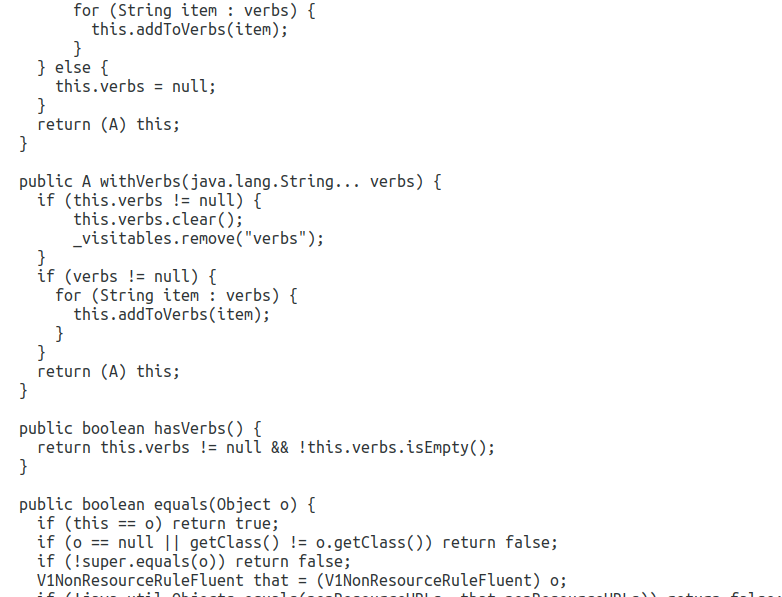 for (String item : verbs) {
        this.addToVerbs(item);
      }
  } else {
    this.verbs = null;
  }
  return (A) this;
}

public A withVerbs(java.lang.String... verbs) {
  if (this.verbs != null) {
      this.verbs.clear();
      _visitables.remove("verbs");
  }
  if (verbs != null) {
    for (String item : verbs) {
      this.addToVerbs(item);
    }
  }
  return (A) this;
}

public boolean hasVerbs() {
  return this.verbs != null && !this.verbs.isEmpty();
}

public boolean equals(Object o) {
  if (this == o) return true;
  if (o == null || getClass() != o.getClass()) return false;
  if (!super.equals(o)) return false;
  V1NonResourceRuleFluent that = (V1NonResourceRuleFluent) o;